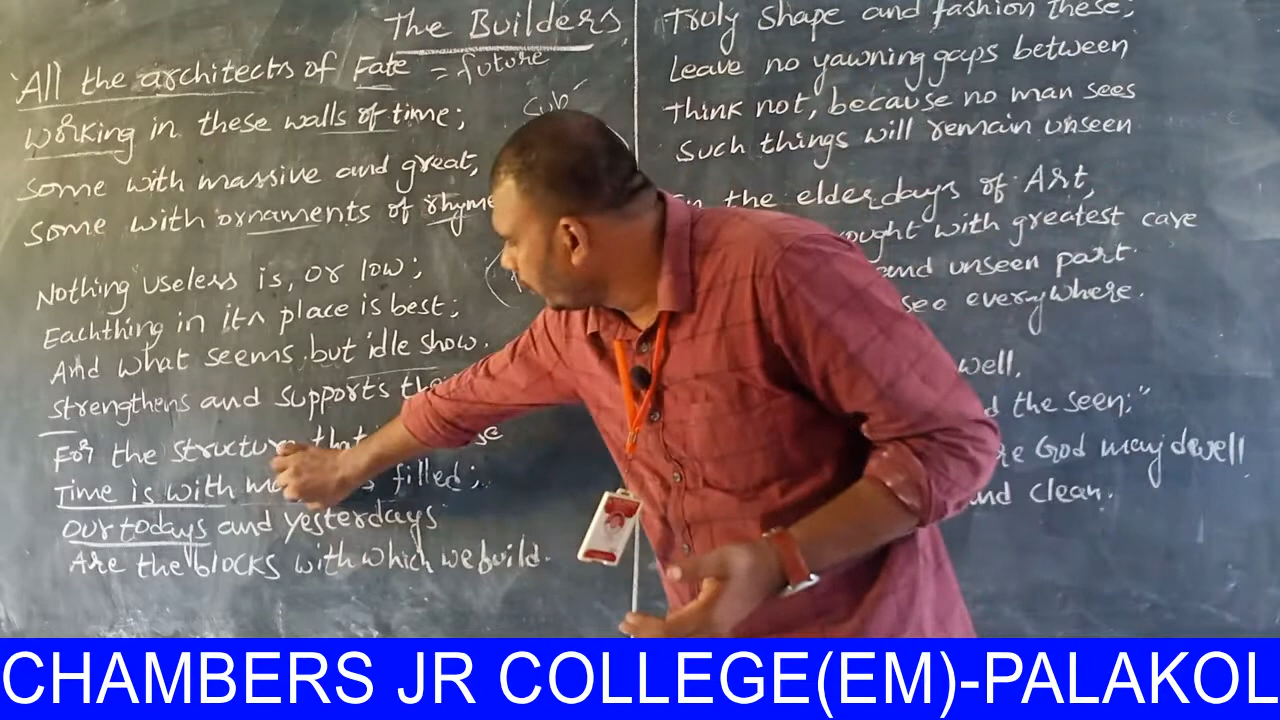 The Builders
All the architects of Fate = future
working in these walls of time;
Some with massive and great,
Some with ornaments of rhyme
Nothing useless is, or low;
Eachthing in its place is best;
And what seems but idle show.
Strengthens and supports the
For the structure that
Time is with filled;
our todays and yesterdays
Are the blocks with which we build.
Sub
Truly shape and fashion these;
Leave no yawning gaps between
Think not, because no man sees
Such things will remain unseen
the elder days of Art,
with greatest care
and unseen part
see everywhere.
well,
the seen;"
God may dwell
and clean.
CHAMBERS JR COLLEGE(EM)-PALAKOL